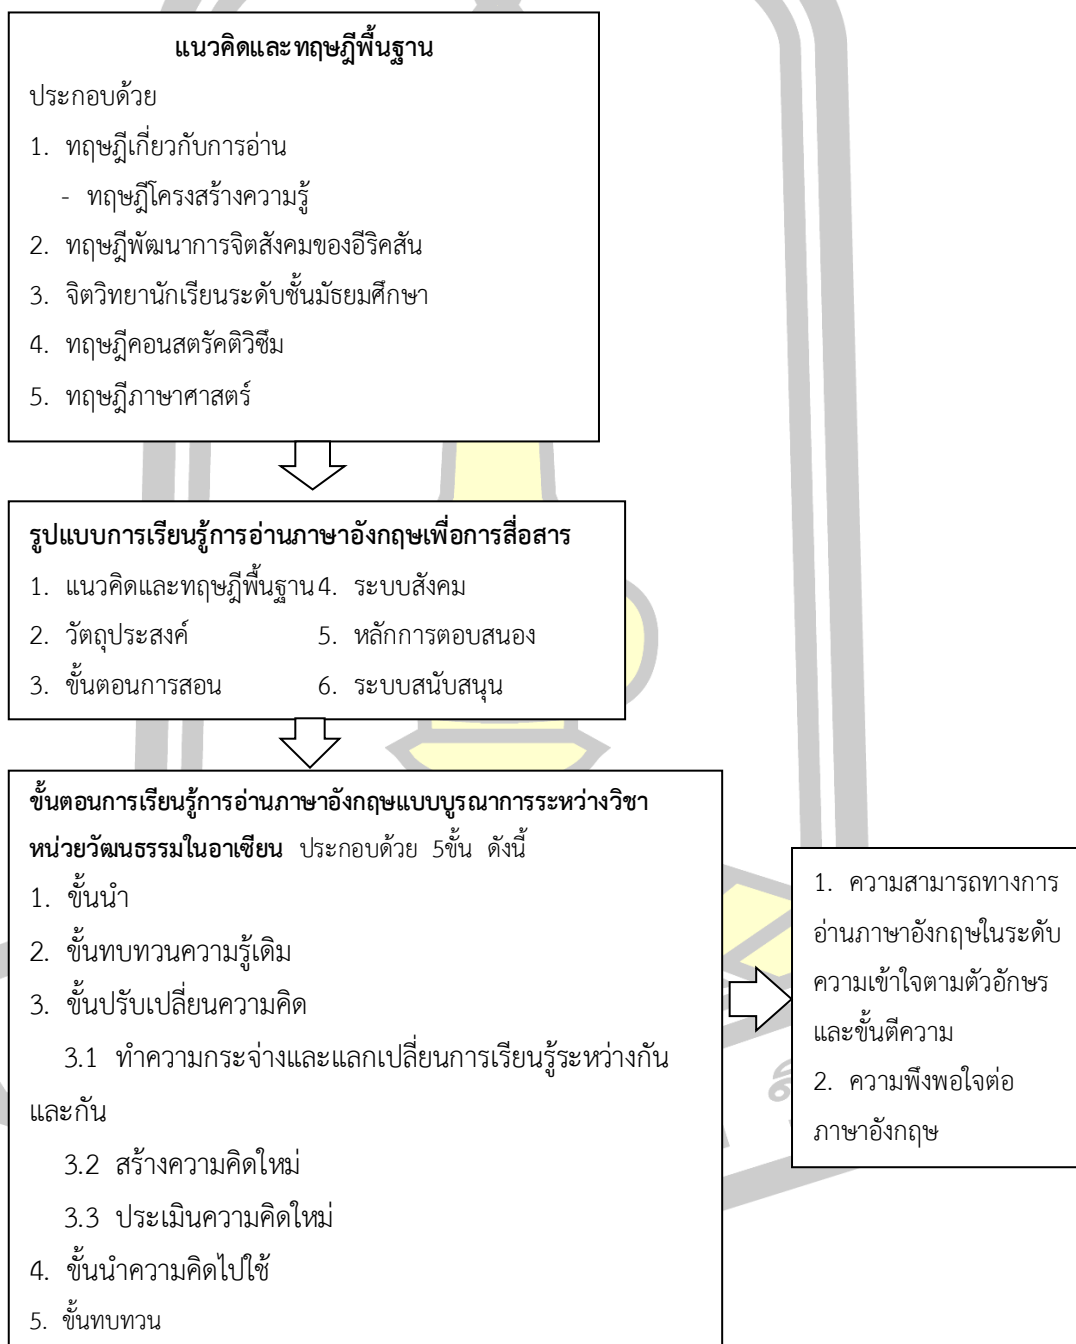 แนวคิดและทฤษฎีพื้นฐาน
ประกอบด้วย
1. ทฤษฎีเกี่ยวกับการอ่าน
- ทฤษฎีโครงสร้างความรู้
2. ทฤษฎีพัฒนาการจิตสังคมของอีริคสัน
3. จิตวิทยานักเรียนระดับชั้นมัธยมศึกษา
4. ทฤษฎีคอนสตรัคติวิซึม
5. ทฤษฎีภาษาศาสตร์
รูปแบบการเรียนรู้การอ่านภาษาอังกฤษเพื่อการสื่อสาร
1. แนวคิดและทฤษฎีพื้นฐาน 4. ระบบสังคม
2. วัตถุประสงค์ 5. หลักการตอบสนอง
3. ขั้นตอนการสอน 6. ระบบสนับสนุน
ขั้นตอนการเรียนรู้การอ่านภาษาอังกฤษแบบบูรณาการระหว่างวิชา
หน่วยวัฒนธรรมในอาเซียน ประกอบด้วย 5ขั้น ดังนี้
1. ขั้นนำ
2. ขั้นทบทวนความรู้เดิม
3. ขั้นปรับเปลี่ยนความคิด
3.1 ทำความกระจ่างและแลกเปลี่ยนการเรียนรู้ระหว่างกัน
และกัน
3.2 สร้างความคิดใหม่
3.3 ประเมินความคิดใหม่
4. ขั้นนำความคิดไปใช้
5. ขั้นทบทวน
1. ความสามารถทางการ
อ่านภาษาอังกฤษในระดับ
ความเข้าใจตามตัวอักษร
และขั้นตีความ
2. ความพึงพอใจต่อ
ภาษาอังกฤษ